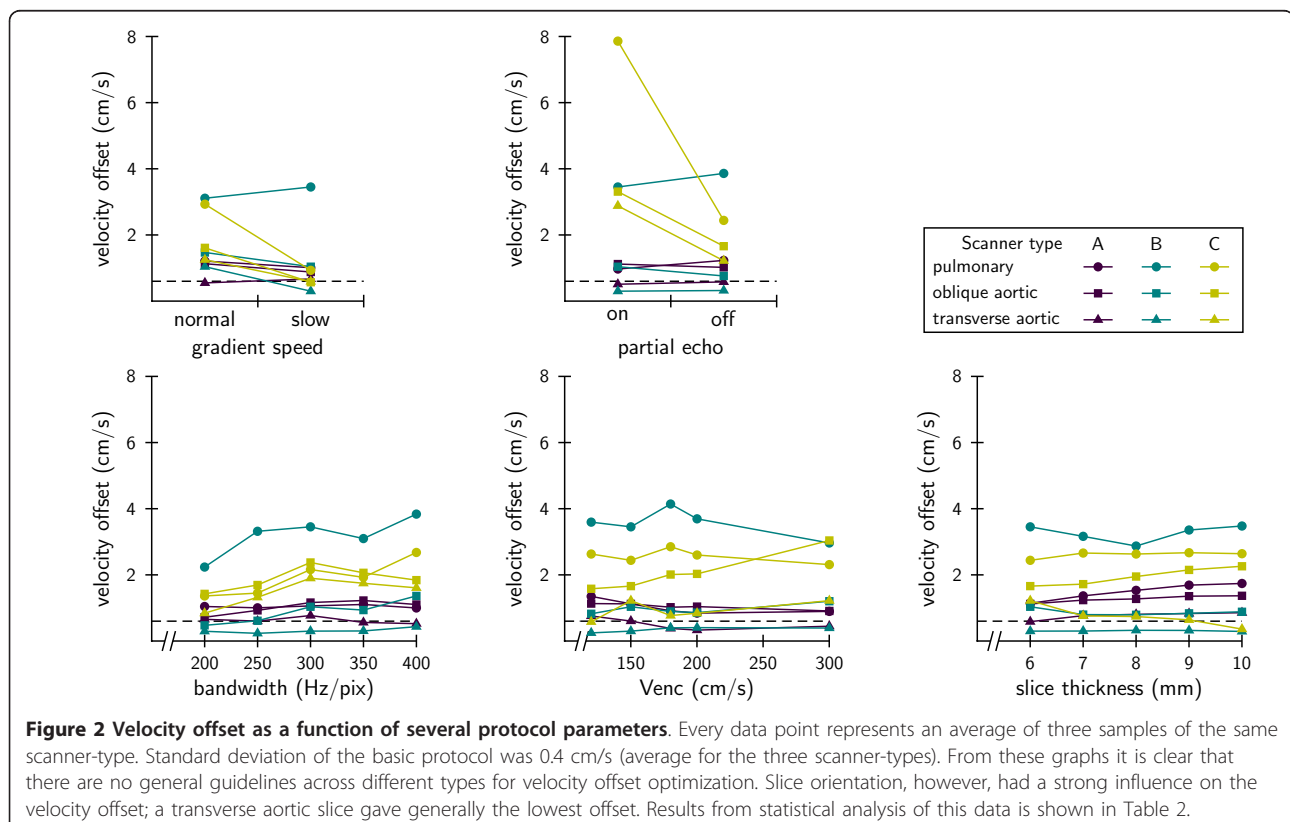 8
6
4
2
velocity offset (cm/s)
normal slow
gradient speed
8
6
4
2
velocity offset (cm/s)
on off
partial echo
Scanner type A B C
pulmonary
oblique aortic
transverse aortic
8
6
4
2
velocity offset (cm/s)
200 250 300 350 400
bandwidth (Hz/pix)
8
6
4
2
velocity offset (cm/s)
150 200 250 300
Venc (cm/s)
8
6
4
2
velocity offset (cm/s)
6 7 8 9 10
slice thickness (mm)
Figure 2 Velocity offset as a function of several protocol parameters. Every data point represents an average of three samples of the same
scanner-type. Standard deviation of the basic protocol was 0.4 cm/s (average for the three scanner-types). From these graphs it is clear that
there are no general guidelines across different types for velocity offset optimization. Slice orientation, however, had a strong influence on the
velocity offset; a transverse aortic slice gave generally the lowest offset. Results from statistical analysis of this data is shown in Table 2.